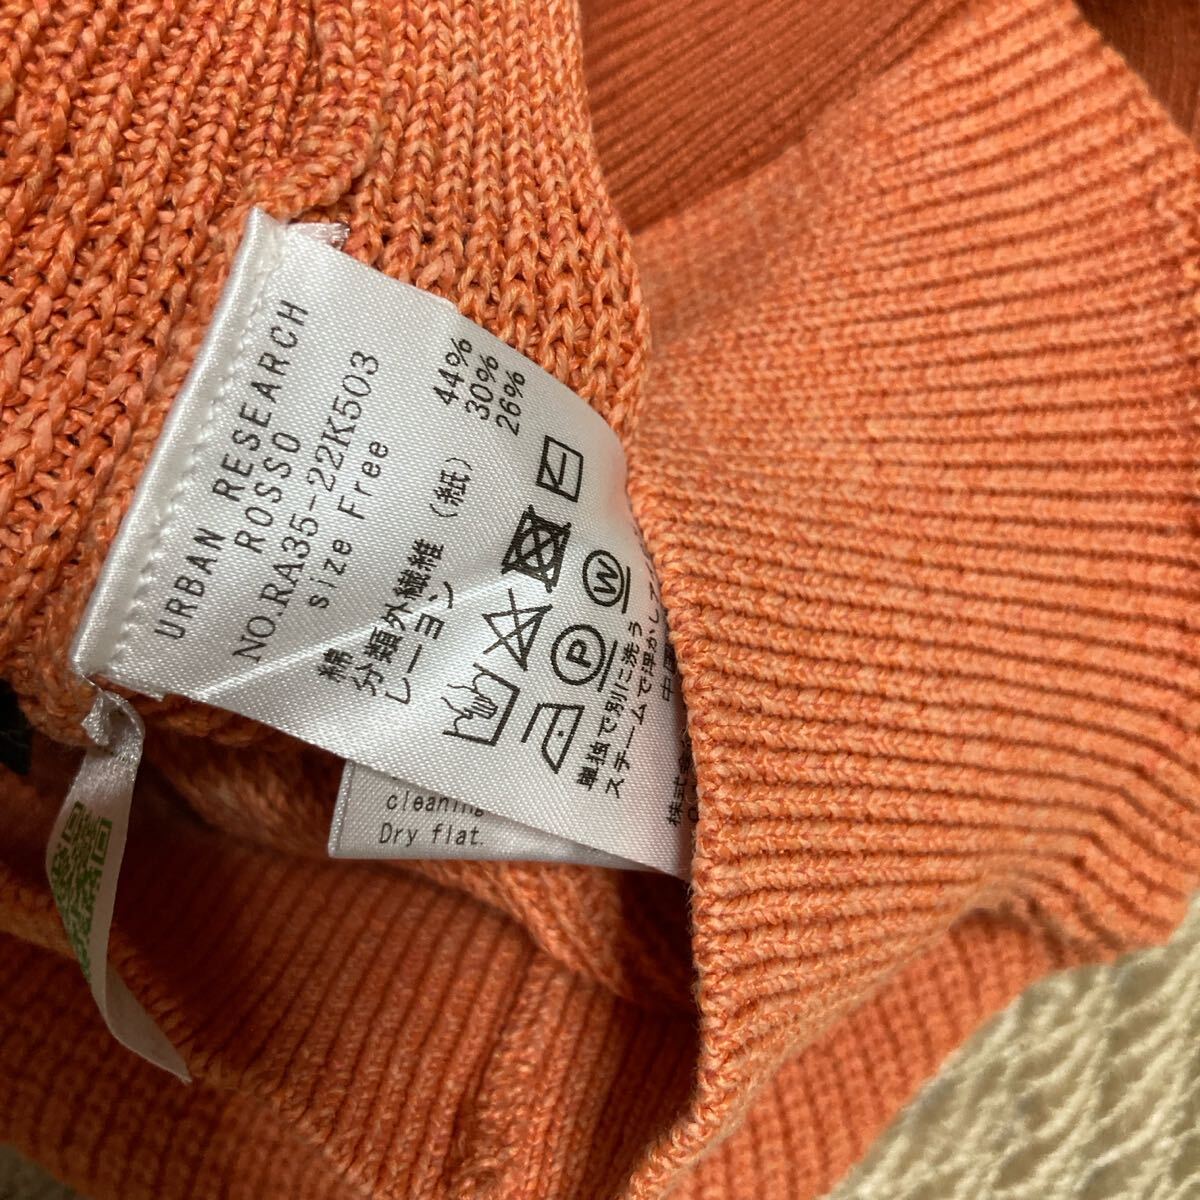 URBAN RESEARCH
ROSSO
NO.RA35-22K503
size Free
綿 44%
分類外繊維(紙) 30%
レーヨン 26%
W
P
単独で別に洗う
スチームで浮かして
株式
cleaning
Dry flat.